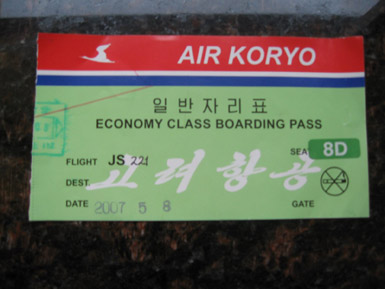 AIR KORYO
일반자리표
ECONOMY CLASS BOARDING PASS
FLIGHT JS 221 SEAT 8D
DEST.
고려항공
DATE 2007 5 8 GATE